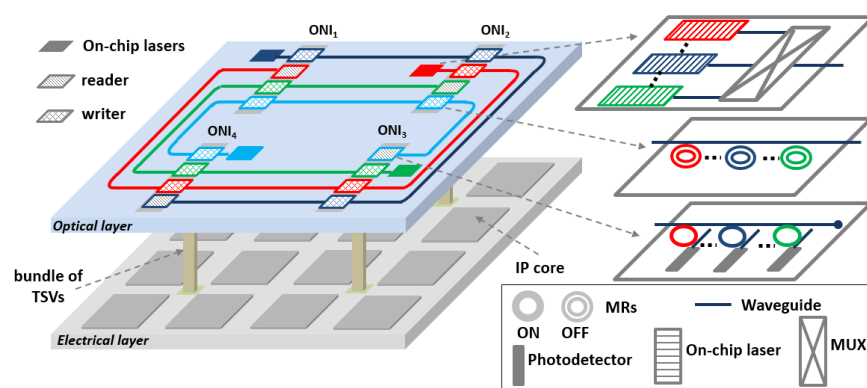 On-chip lasers
reader
writer
ONI1
ONI2
ONI4
ONI3
Optical layer
bundle of
TSVs
IP core
Electrical layer
MRs
ON
OFF
Waveguide
Photodetector
On-chip laser
MUX